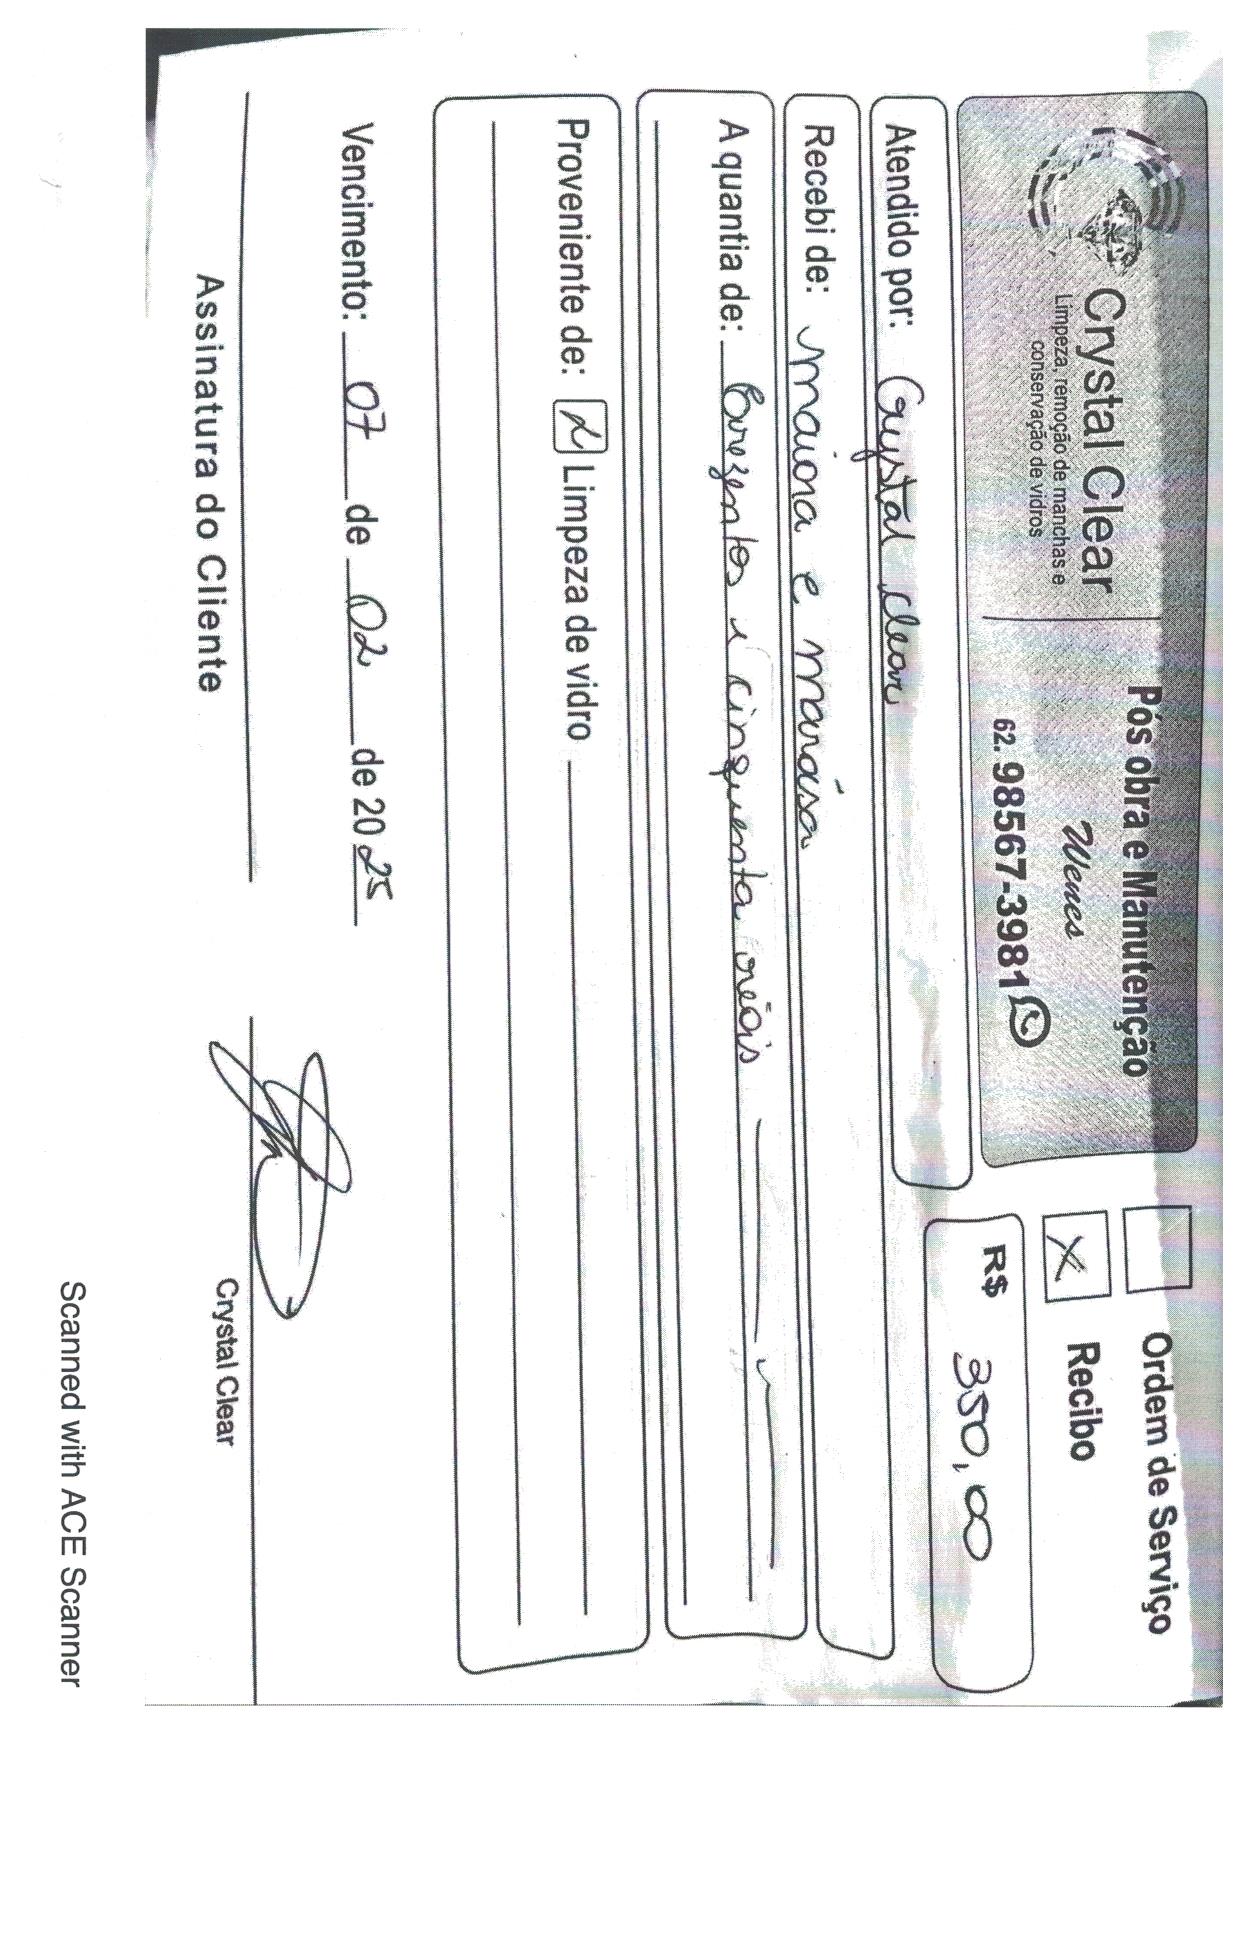 Crystal Clear
Limpeza, remoção de manchas e
conservação de vidros
Pós obra e Manutenção
Wenes
62. 98567-3981
Ordem de Serviço
X Recibo
Atendido por: Crystal Clear
R$ 350,00
Recebi de: maiora e
A quantia de: trezentos e cinquenta reais
Proveniente de: Limpeza de vidro
Vencimento: 07 de 02 de 2025
Assinatura do Cliente
Crystal Clear
Scanned with ACE Scanner